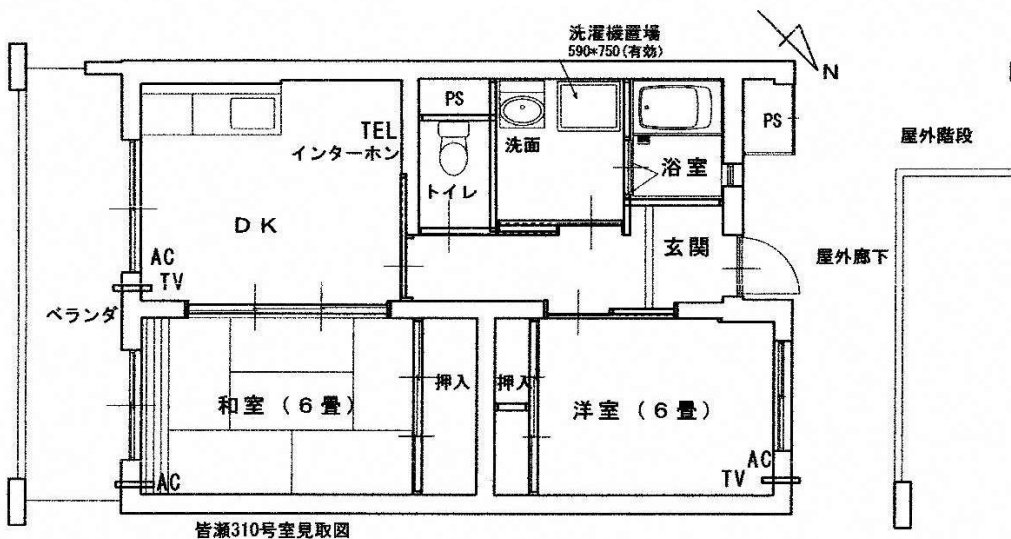 洗濯機置場
590*750(有効)
N
PS
PS
TEL
インターホン
洗面
浴室
屋外階段
トイレ
DK
玄関
屋外廊下
AC
TV
ベランダ
和室(6畳)
押入
押入
洋室(6畳)
AC
AC
TV
皆瀬310号室見取図